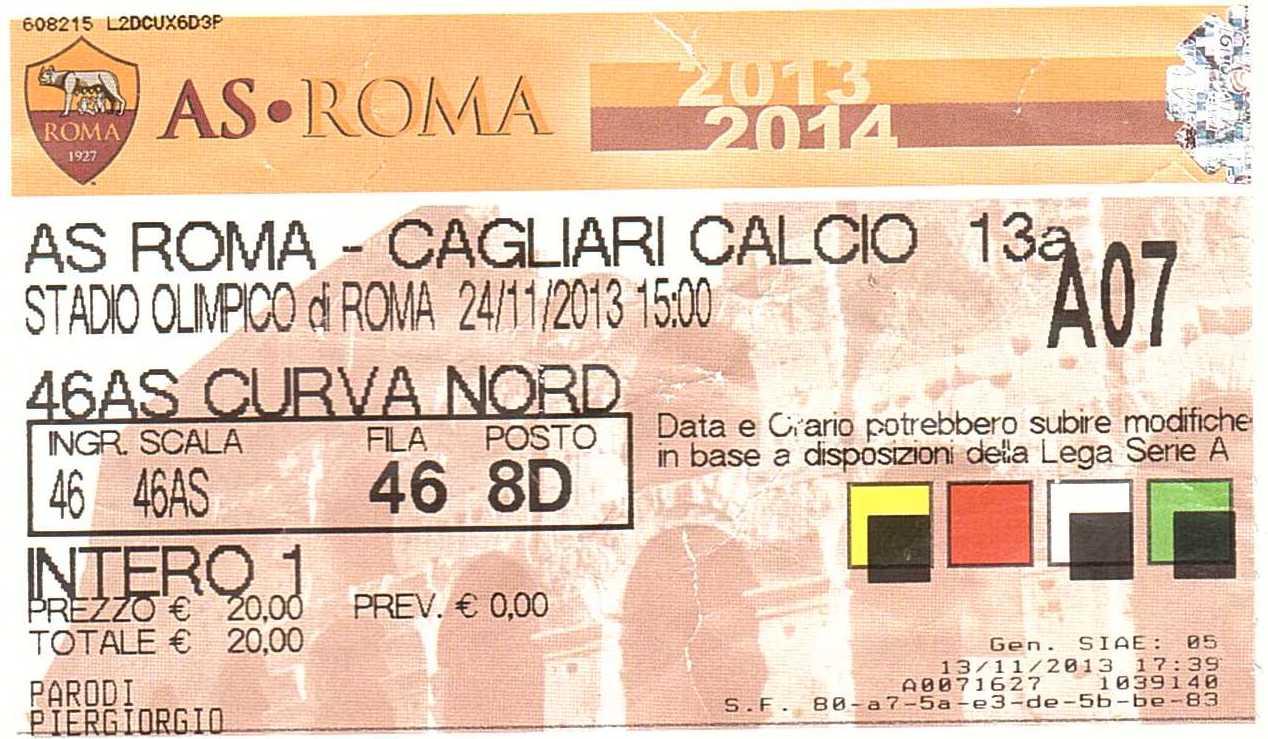 608215 L2DCUX6D3P
ROMA
1927
AS•ROMA
2013
2014
AS ROMA - CAGLIARI CALCIO 13a
A07
STADIO OLIMPICO di ROMA 24/11/2013 15:00
46AS CURVA NORD
INGR. SCALA FILA POSTO
46 46AS 46 8D
Data e Orario potrebbero subire modifiche
in base a disposizioni della Lega Serie A
INTERO 1
PREZZO € 20,00 PREV. € 0,00
TOTALE € 20,00
PARODI
PIERGIORGIO
Gen. SIAE: 05
13/11/2013 17:39
A0071627 1039140
S.F. 80-a7-5a-e3-de-5b-be-83